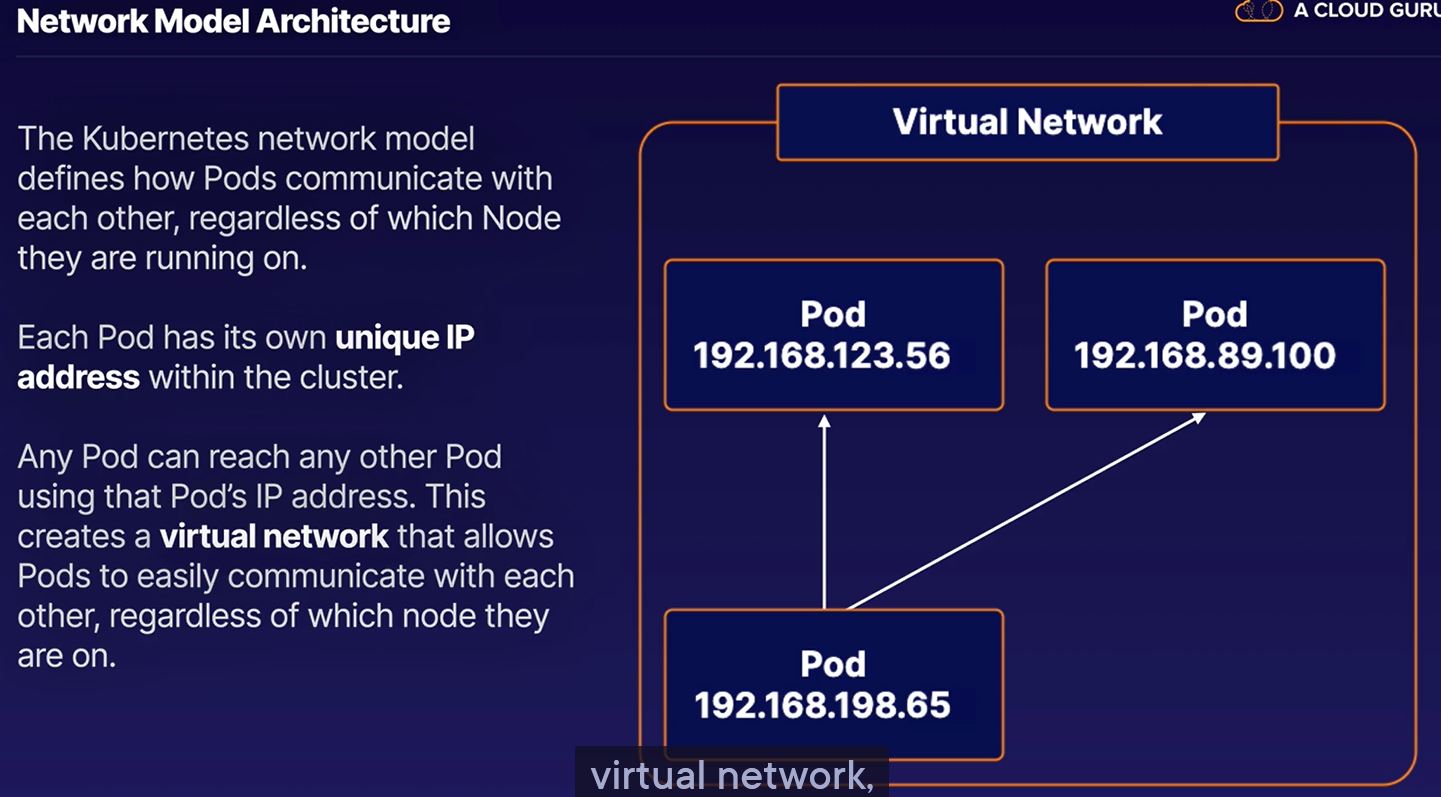 Network Model Architecture
A CLOUD GURU
The Kubernetes network model
defines how Pods communicate with
each other, regardless of which Node
they are running on.
Each Pod has its own unique IP
address within the cluster.
Any Pod can reach any other Pod
using that Pod's IP address. This
creates a virtual network that allows
Pods to easily communicate with each
other, regardless of which node they
are on.
Virtual Network
Pod
192.168.123.56
Pod
192.168.89.100
Pod
192.168.198.65
virtual network,